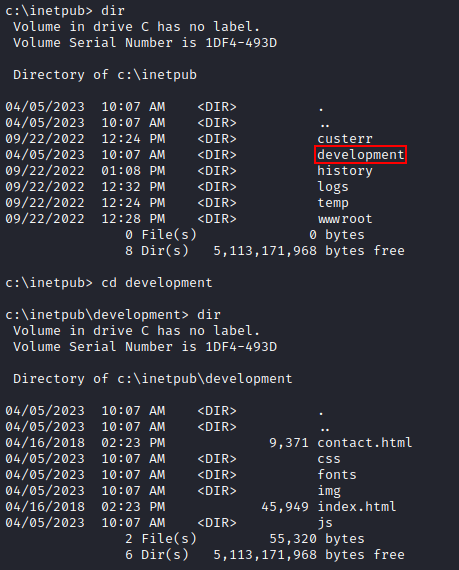 c:\inetpub> dir
Volume in drive C has no label.
Volume Serial Number is 1DF4-493D
Directory of c:\inetpub
04/05/2023  10:07 AM    <DIR>          .
04/05/2023  10:07 AM    <DIR>          ..
09/22/2022  12:24 PM    <DIR>          custerr
04/05/2023  10:07 AM    <DIR>          development
09/22/2022  01:08 PM    <DIR>          history
09/22/2022  12:32 PM    <DIR>          logs
09/22/2022  12:24 PM    <DIR>          temp
09/22/2022  12:28 PM    <DIR>          wwwroot
0 File(s)              0 bytes
8 Dir(s)   5,113,171,968 bytes free
c:\inetpub> cd development
c:\inetpub\development> dir
Volume in drive C has no label.
Volume Serial Number is 1DF4-493D
Directory of c:\inetpub\development
04/05/2023  10:07 AM    <DIR>          .
04/05/2023  10:07 AM    <DIR>          ..
04/16/2018  02:23 PM             9,371 contact.html
04/05/2023  10:07 AM    <DIR>          css
04/05/2023  10:07 AM    <DIR>          fonts
04/05/2023  10:07 AM    <DIR>          img
04/16/2018  02:23 PM            45,949 index.html
04/05/2023  10:07 AM    <DIR>          js
2 File(s)         55,320 bytes
6 Dir(s)   5,113,171,968 bytes free